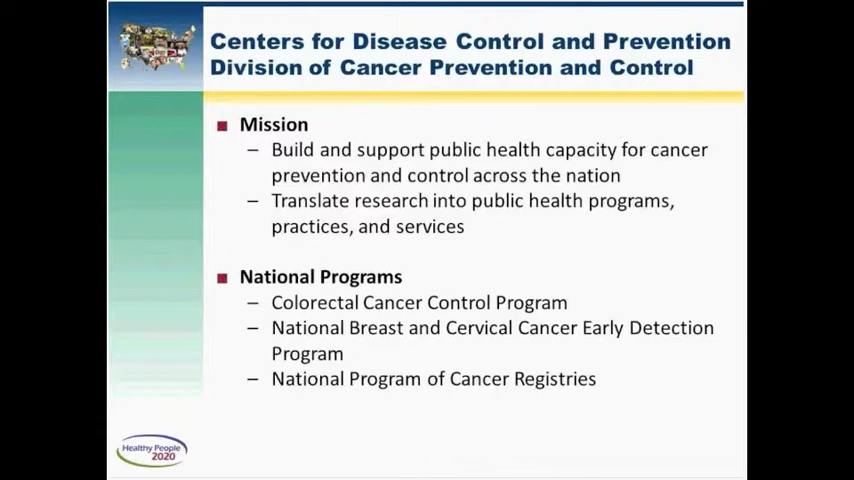 Centers for Disease Control and Prevention
Division of Cancer Prevention and Control
Mission
– Build and support public health capacity for cancer
prevention and control across the nation
– Translate research into public health programs,
practices, and services
National Programs
– Colorectal Cancer Control Program
– National Breast and Cervical Cancer Early Detection
Program
– National Program of Cancer Registries
Healthy People
2020